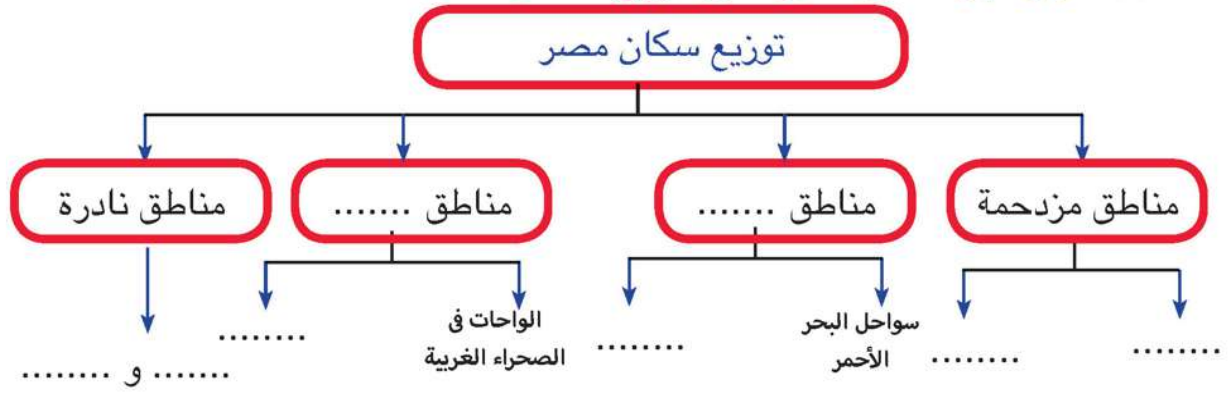 توزيع سكان مصر
مناطق مزدحمة
مناطق .......
مناطق .......
مناطق نادرة
........
........
سواحل البحر
الأحمر
........
الواحات فى
الصحراء الغربية
........
....... و ........